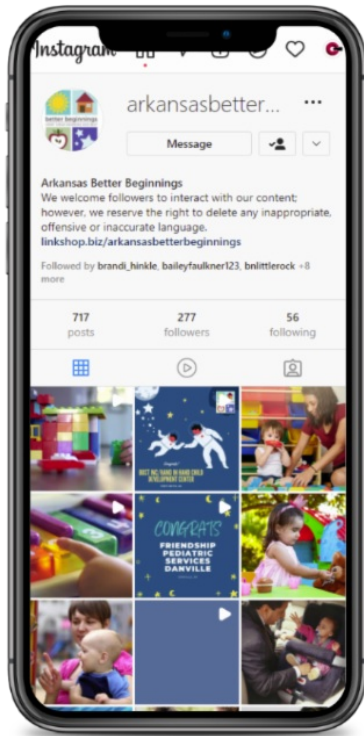 Instagram
better beginnings
arkansasbetter... ...
Message
Arkansas Better Beginnings
We welcome followers to interact with our content;
however, we reserve the right to delete any inappropriate,
offensive or inaccurate language.
linkshop.biz/arkansasbetterbeginnings
Followed by brandi_hinkle, baileyfaulkner123, bnlittlerock +8
more
717 277 56
posts followers following
CONGRATS
FRIENDSHIP
PEDIATRIC
SERVICES
DANVILLE